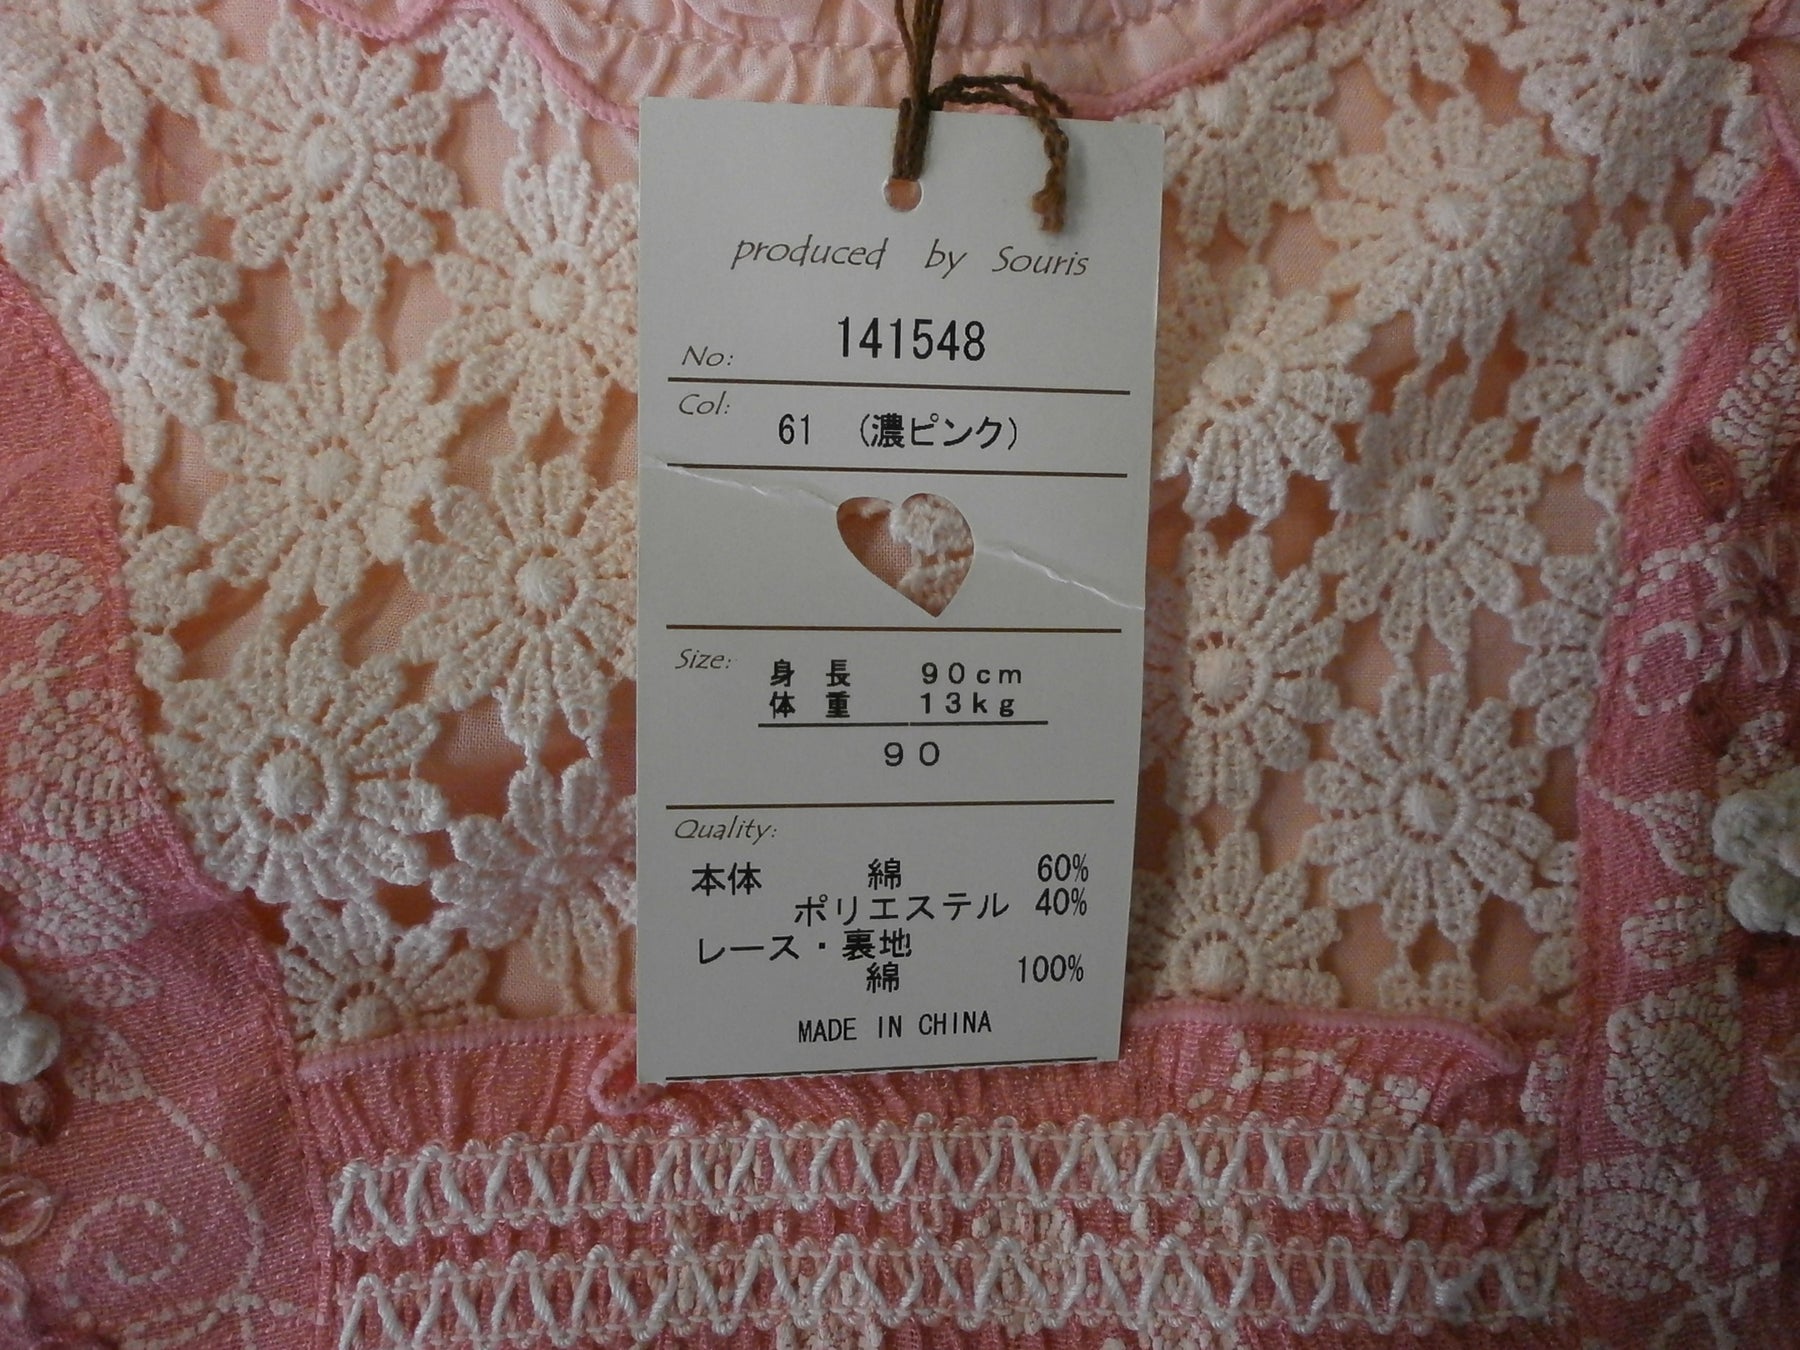 produced by Souris
No: 141548
Col: 61 (濃ピンク)
Size: 身長 90cm
体重 13kg
90
Quality:
本体 綿 60%
ポリエステル 40%
レース・裏地
綿 100%
MADE IN CHINA